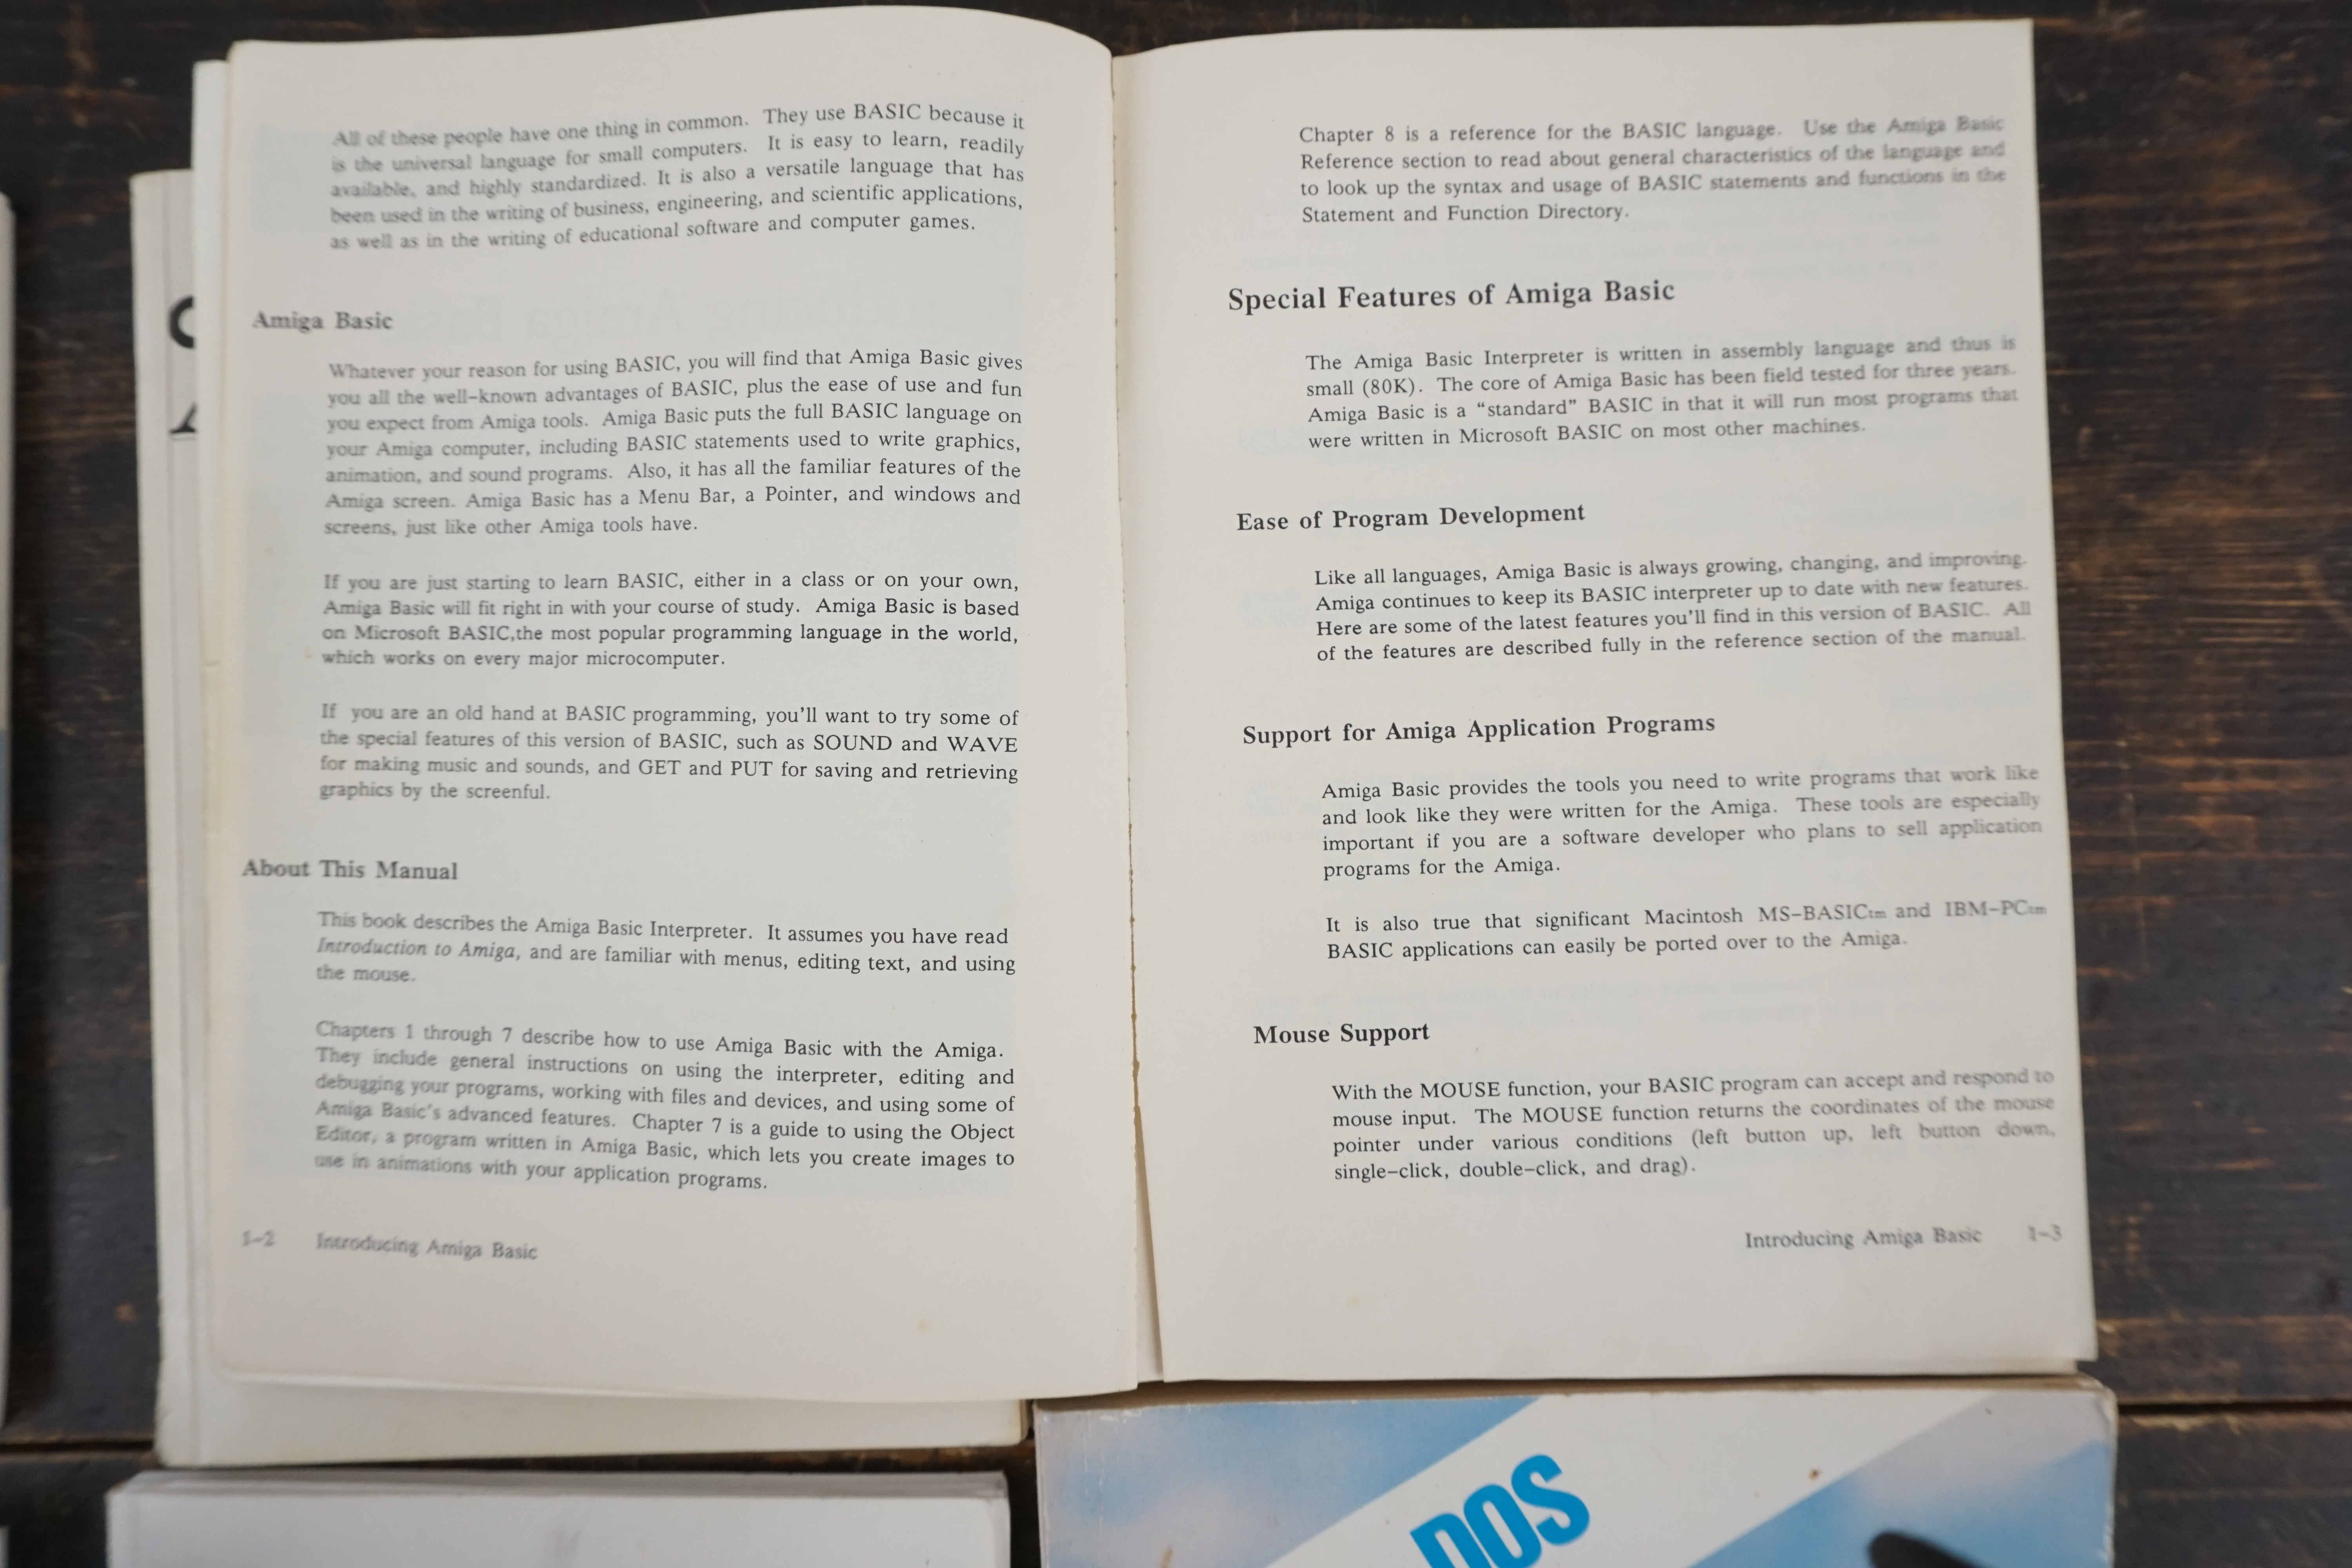 All of these people have one thing in common. They use BASIC because it
is the universal language for small computers. It is easy to learn, readily
available, and highly standardized. It is also a versatile language that has
been used in the writing of business, engineering, and scientific applications,
as well as in the writing of educational software and computer games.
Amiga Basic
Whatever your reason for using BASIC, you will find that Amiga Basic gives
you all the well-known advantages of BASIC, plus the ease of use and fun
you expect from Amiga tools. Amiga Basic puts the full BASIC language on
your Amiga computer, including BASIC statements used to write graphics,
animation, and sound programs. Also, it has all the familiar features of the
Amiga screen. Amiga Basic has a Menu Bar, a Pointer, and windows and
screens, just like other Amiga tools have.
If you are just starting to learn BASIC, either in a class or on your own,
Amiga Basic will fit right in with your course of study. Amiga Basic is based
on Microsoft BASIC,the most popular programming language in the world,
which works on every major microcomputer.
If you are an old hand at BASIC programming, you'll want to try some of
the special features of this version of BASIC, such as SOUND and WAVE
for making music and sounds, and GET and PUT for saving and retrieving
graphics by the screenful.
About This Manual
This book describes the Amiga Basic Interpreter. It assumes you have read
Introduction to Amiga, and are familiar with menus, editing text, and using
the mouse.
Chapters 1 through 7 describe how to use Amiga Basic with the Amiga.
They include general instructions on using the interpreter, editing and
debugging your programs, working with files and devices, and using some of
Amiga Basic's advanced features. Chapter 7 is a guide to using the Object
Editor, a program written in Amiga Basic, which lets you create images to
use in animations with your application programs.
1-2 Introducing Amiga Basic
Chapter 8 is a reference for the BASIC language. Use the Amiga Basic
Reference section to read about general characteristics of the language and
to look up the syntax and usage of BASIC statements and functions in the
Statement and Function Directory.
Special Features of Amiga Basic
The Amiga Basic Interpreter is written in assembly language and thus is
small (80K). The core of Amiga Basic has been field tested for three years.
Amiga Basic is a “standard” BASIC in that it will run most programs that
were written in Microsoft BASIC on most other machines.
Ease of Program Development
Like all languages, Amiga Basic is always growing, changing, and improving.
Amiga continues to keep its BASIC interpreter up to date with new features.
Here are some of the latest features you'll find in this version of BASIC. All
of the features are described fully in the reference section of the manual.
Support for Amiga Application Programs
Amiga Basic provides the tools you need to write programs that work like
and look like they were written for the Amiga. These tools are especially
important if you are a software developer who plans to sell application
programs for the Amiga.
It is also true that significant Macintosh MS-BASICtm and IBM-PCtm
BASIC applications can easily be ported over to the Amiga.
Mouse Support
With the MOUSE function, your BASIC program can accept and respond to
mouse input. The MOUSE function returns the coordinates of the mouse
pointer under various conditions (left button up, left button down,
single-click, double-click, and drag).
Introducing Amiga Basic 1-3
DOS